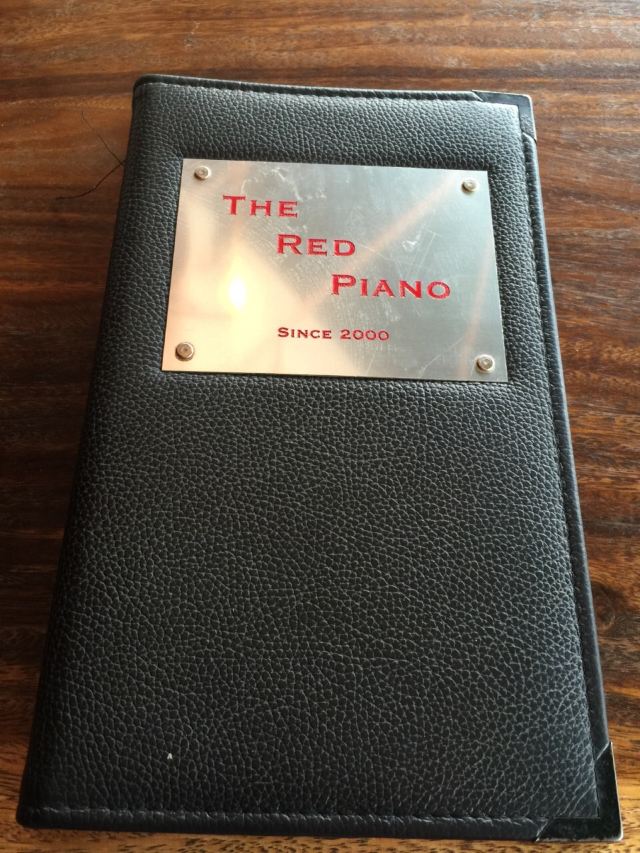 The
Red
Piano
Since 2000